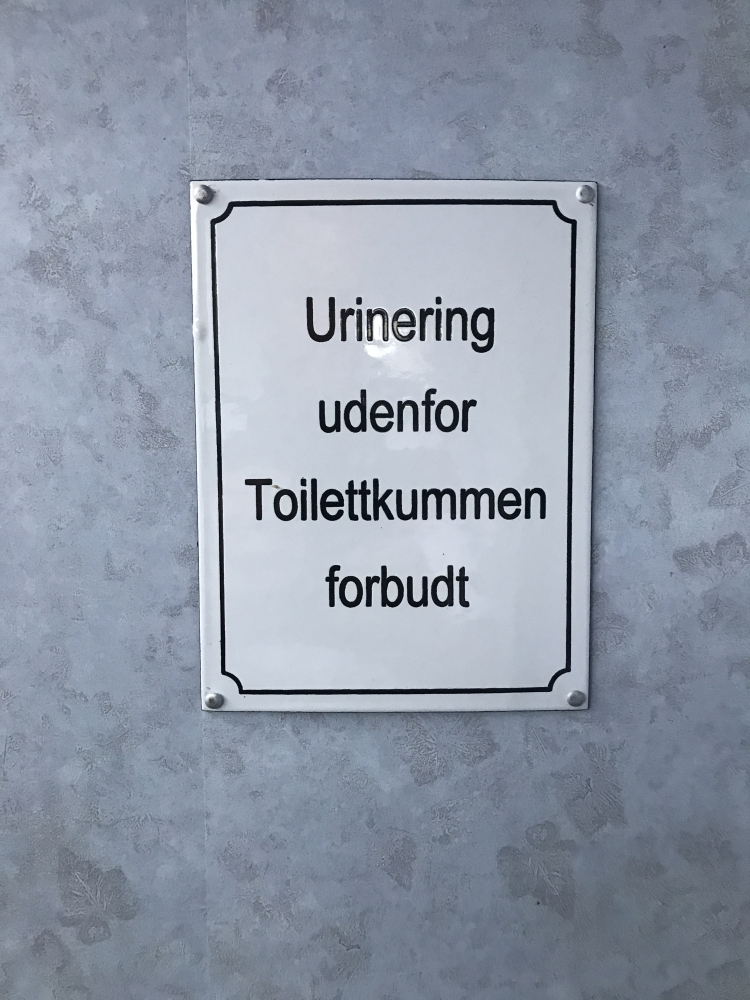 Urinering
udenfor
Toilettkummen
forbudt